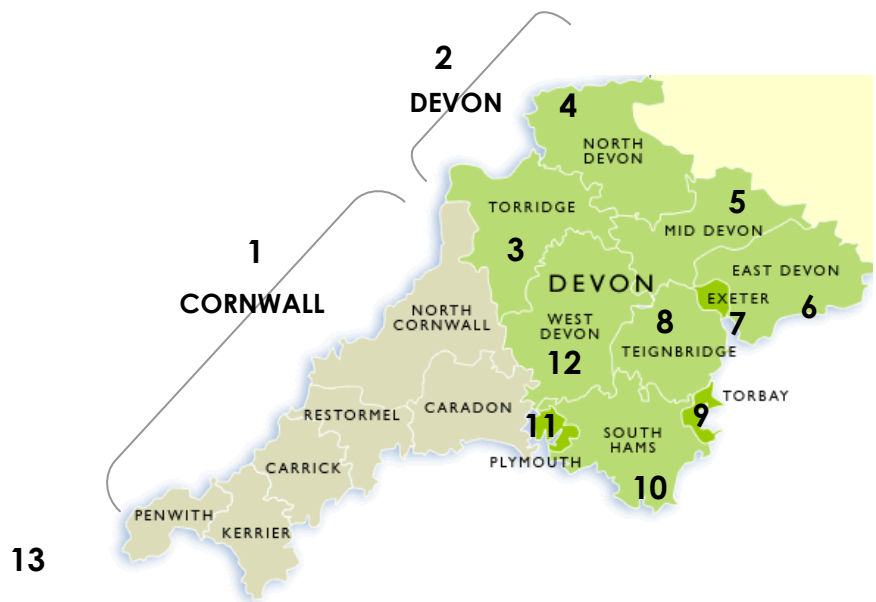 2
DEVON
4
NORTH
DEVON
5
TORRIDGE
MID DEVON
1
3
EAST DEVON
DEVON
CORNWALL
EXETER
6
NORTH
CORNWALL
WEST
DEVON
8
7
12
TEIGNBRIDGE
TORBAY
RESTORMEL
CARADON
11
9
SOUTH
HAMS
PLYMOUTH
CARRICK
10
PENWITH
KERRIER
13